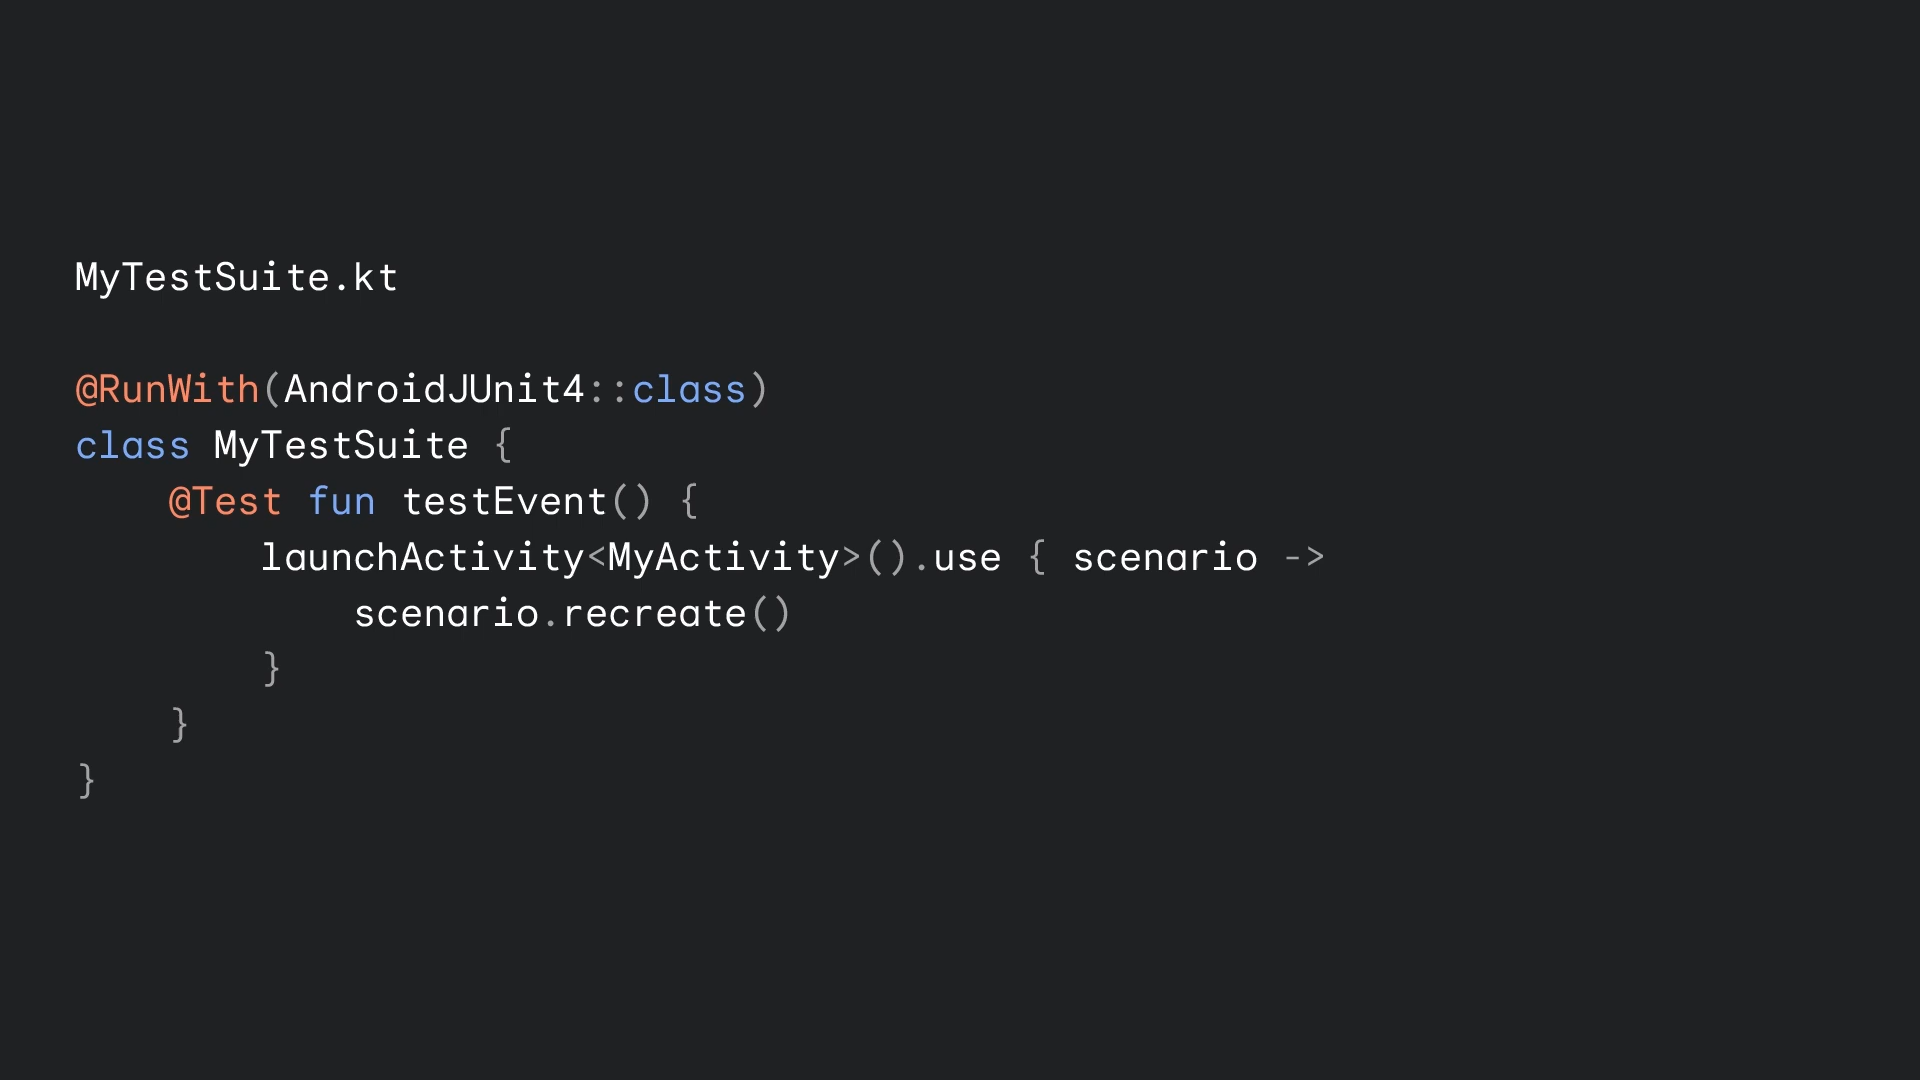 MyTestSuite.kt
@RunWith(AndroidJUnit4::class)
class MyTestSuite {
    @Test fun testEvent() {
        launchActivity<MyActivity>().use { scenario ->
            scenario.recreate()
        }
    }
}